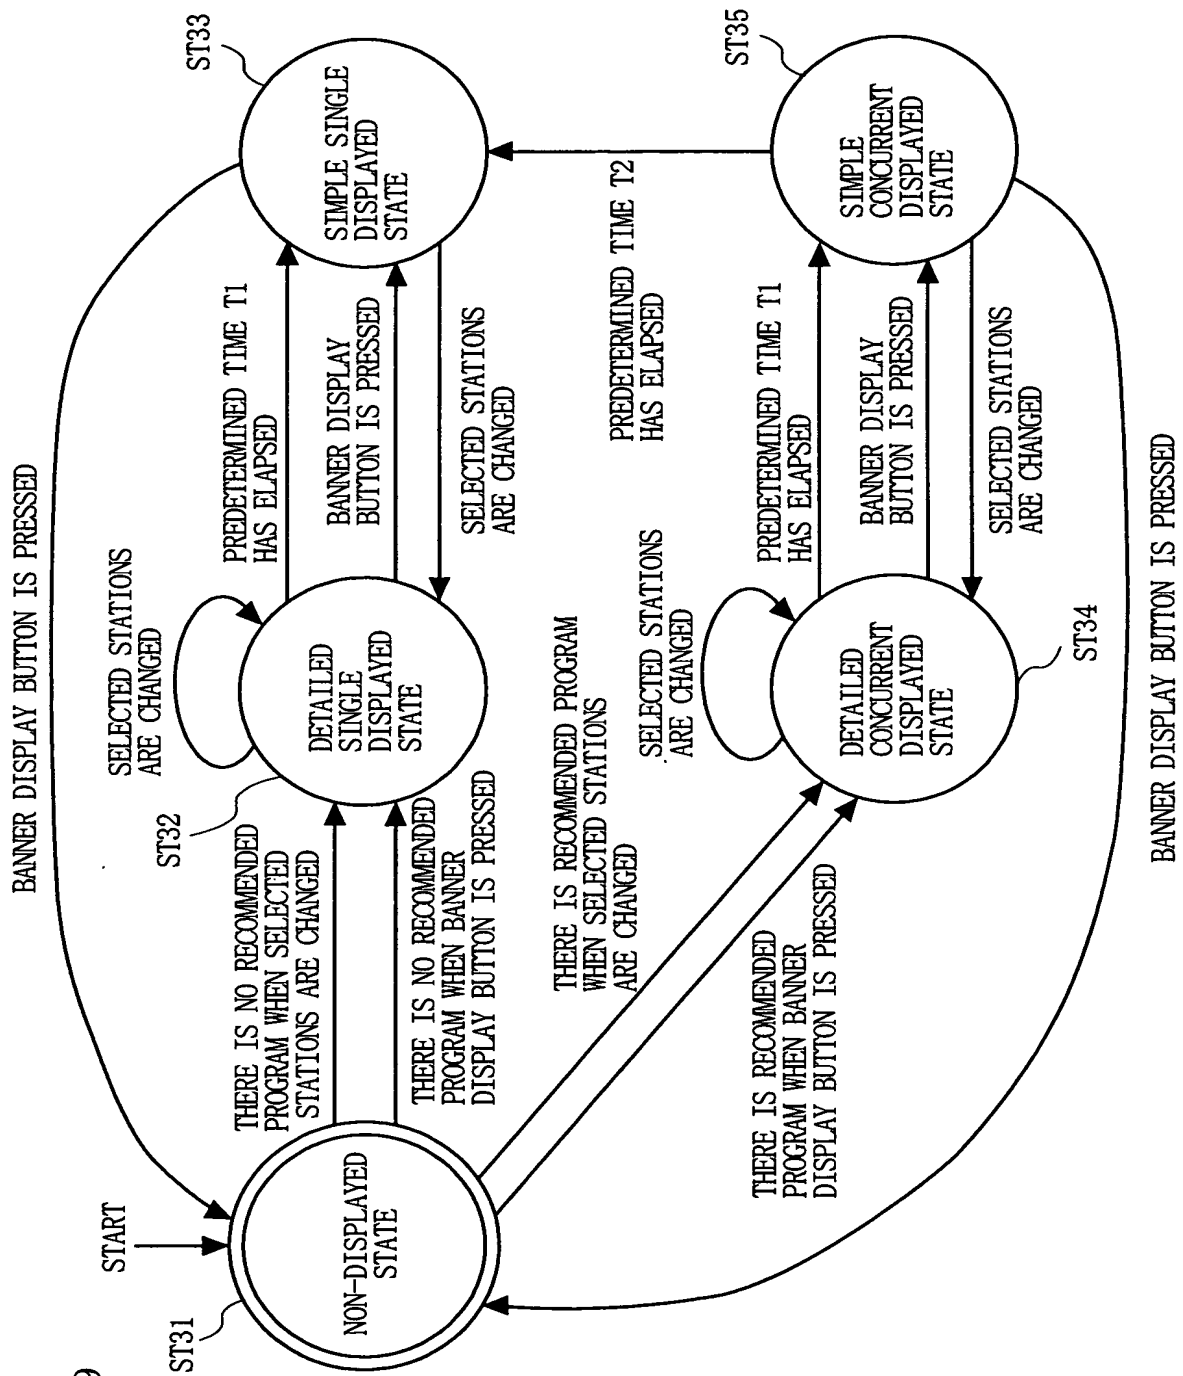 9
START
ST31
NON-DISPLAYED
STATE
BANNER DISPLAY BUTTON IS PRESSED
THERE IS NO RECOMMENDED
PROGRAM WHEN SELECTED
STATIONS ARE CHANGED
THERE IS NO RECOMMENDED
PROGRAM WHEN BANNER
DISPLAY BUTTON IS PRESSED
ST32
DETAILED
SINGLE
DISPLAYED
STATE
SELECTED STATIONS
ARE CHANGED
PREDETERMINED TIME T1
HAS ELAPSED
BANNER DISPLAY
BUTTON IS PRESSED
SELECTED STATIONS
ARE CHANGED
ST33
SIMPLE SINGLE
DISPLAYED
STATE
THERE IS RECOMMENDED PROGRAM
WHEN SELECTED STATIONS
ARE CHANGED
THERE IS RECOMMENDED
PROGRAM WHEN BANNER
DISPLAY BUTTON IS PRESSED
PREDETERMINED TIME T2
HAS ELAPSED
SELECTED STATIONS
ARE CHANGED
DETAILED
CONCURRENT
DISPLAYED
STATE
ST34
PREDETERMINED TIME T1
HAS ELAPSED
BANNER DISPLAY
BUTTON IS PRESSED
SELECTED STATIONS
ARE CHANGED
ST35
SIMPLE
CONCURRENT
DISPLAYED
STATE
BANNER DISPLAY BUTTON IS PRESSED